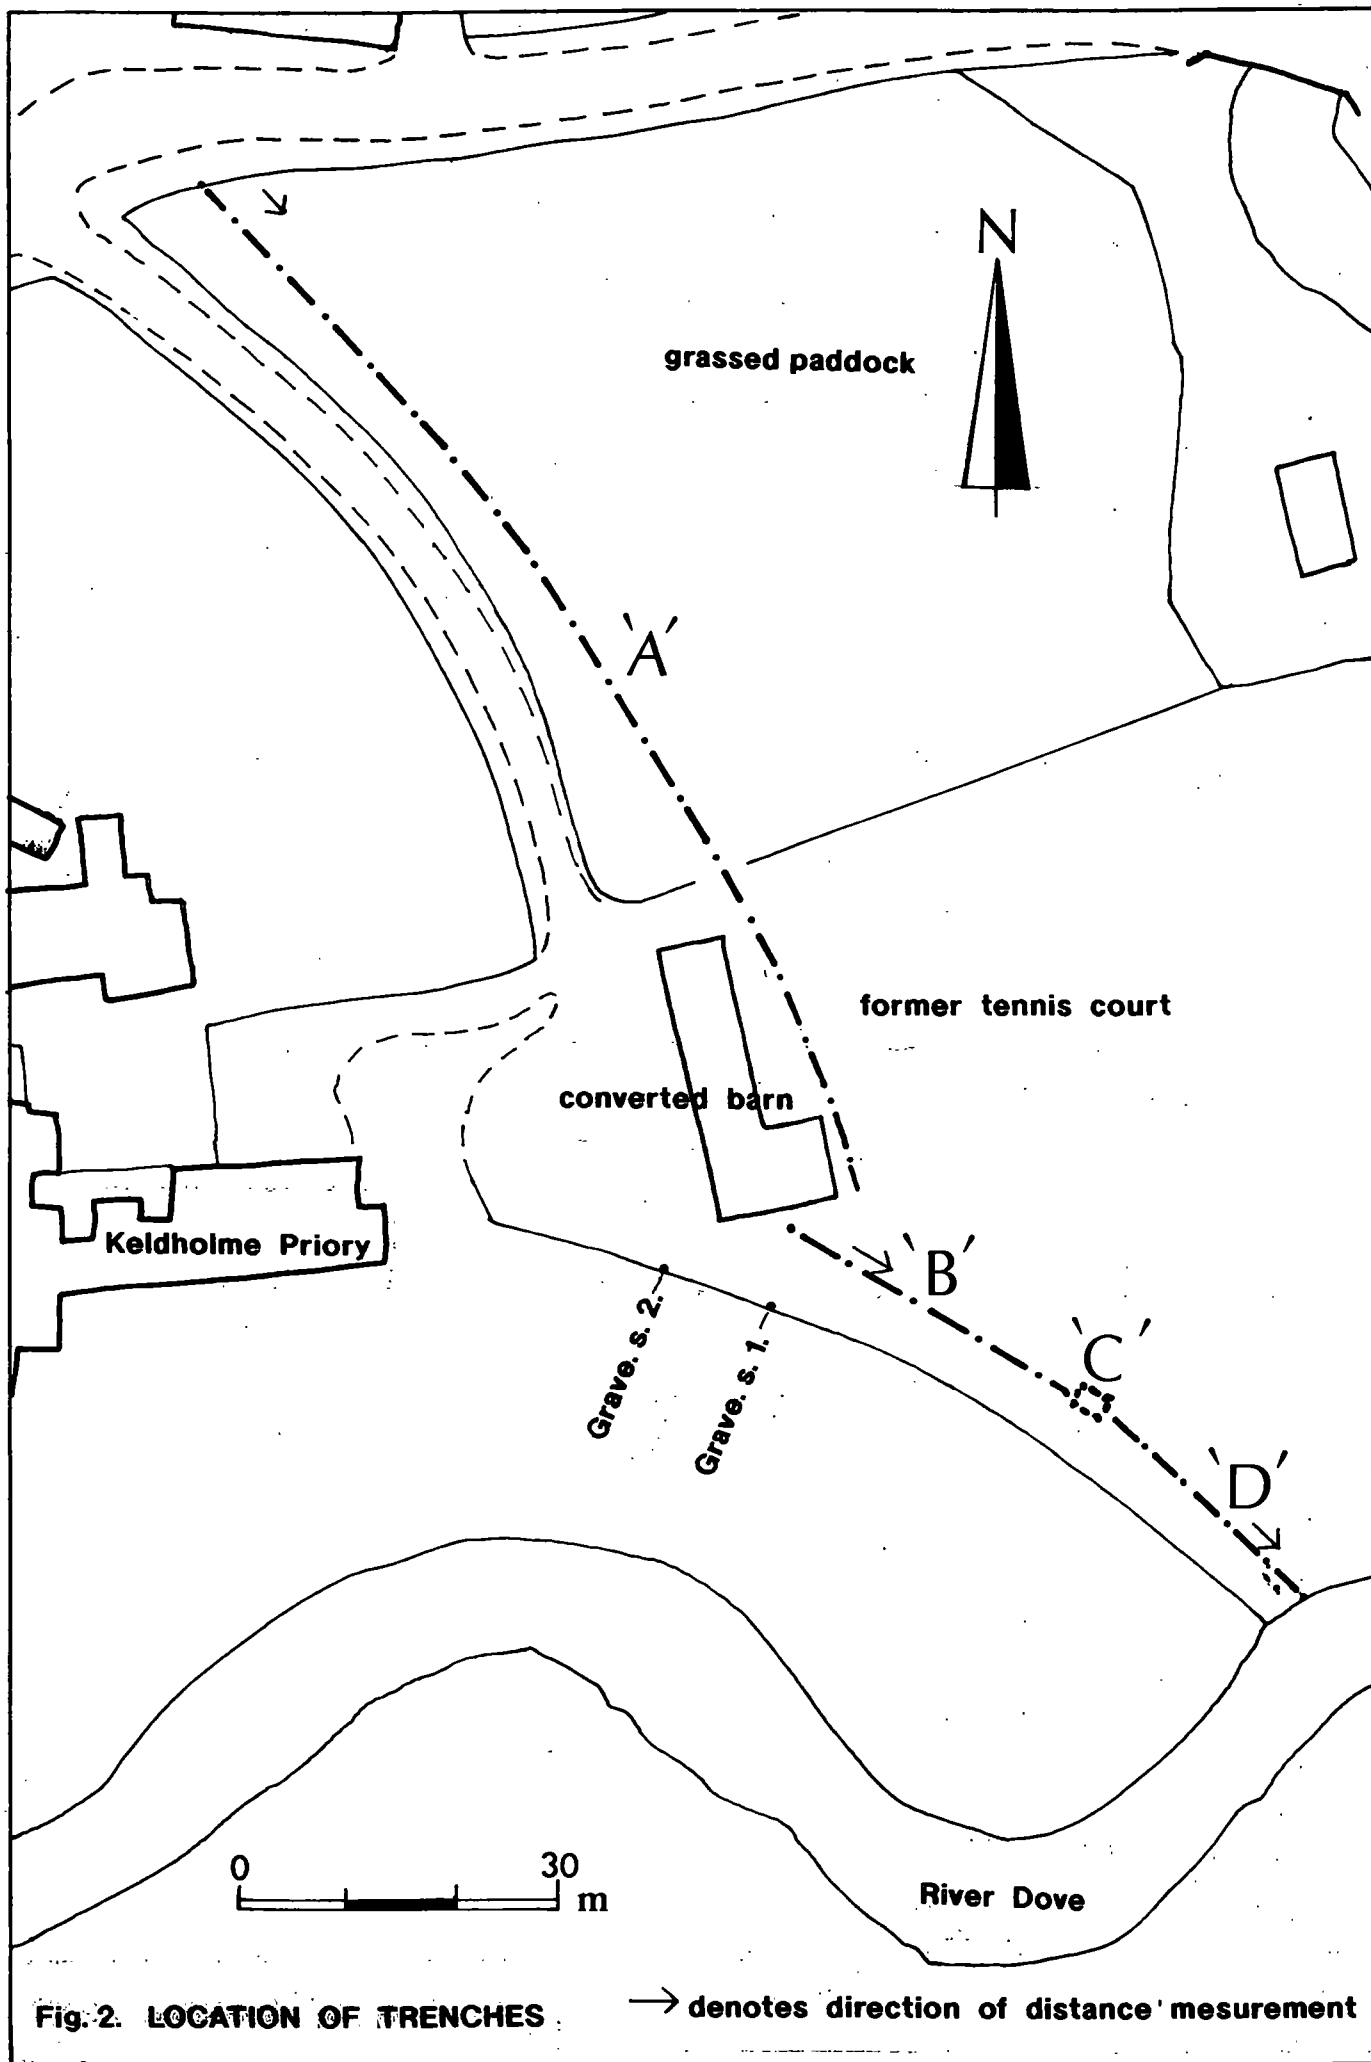 N
grassed paddock
'A'
former tennis court
converted barn
Keldholme Priory
'B'
Grave. s. 2.
Grave. s. 1.
'C'
'D'
0 30 m
River Dove
Fig. 2. LOCATION OF TRENCHES
→ denotes direction of distance mesurement